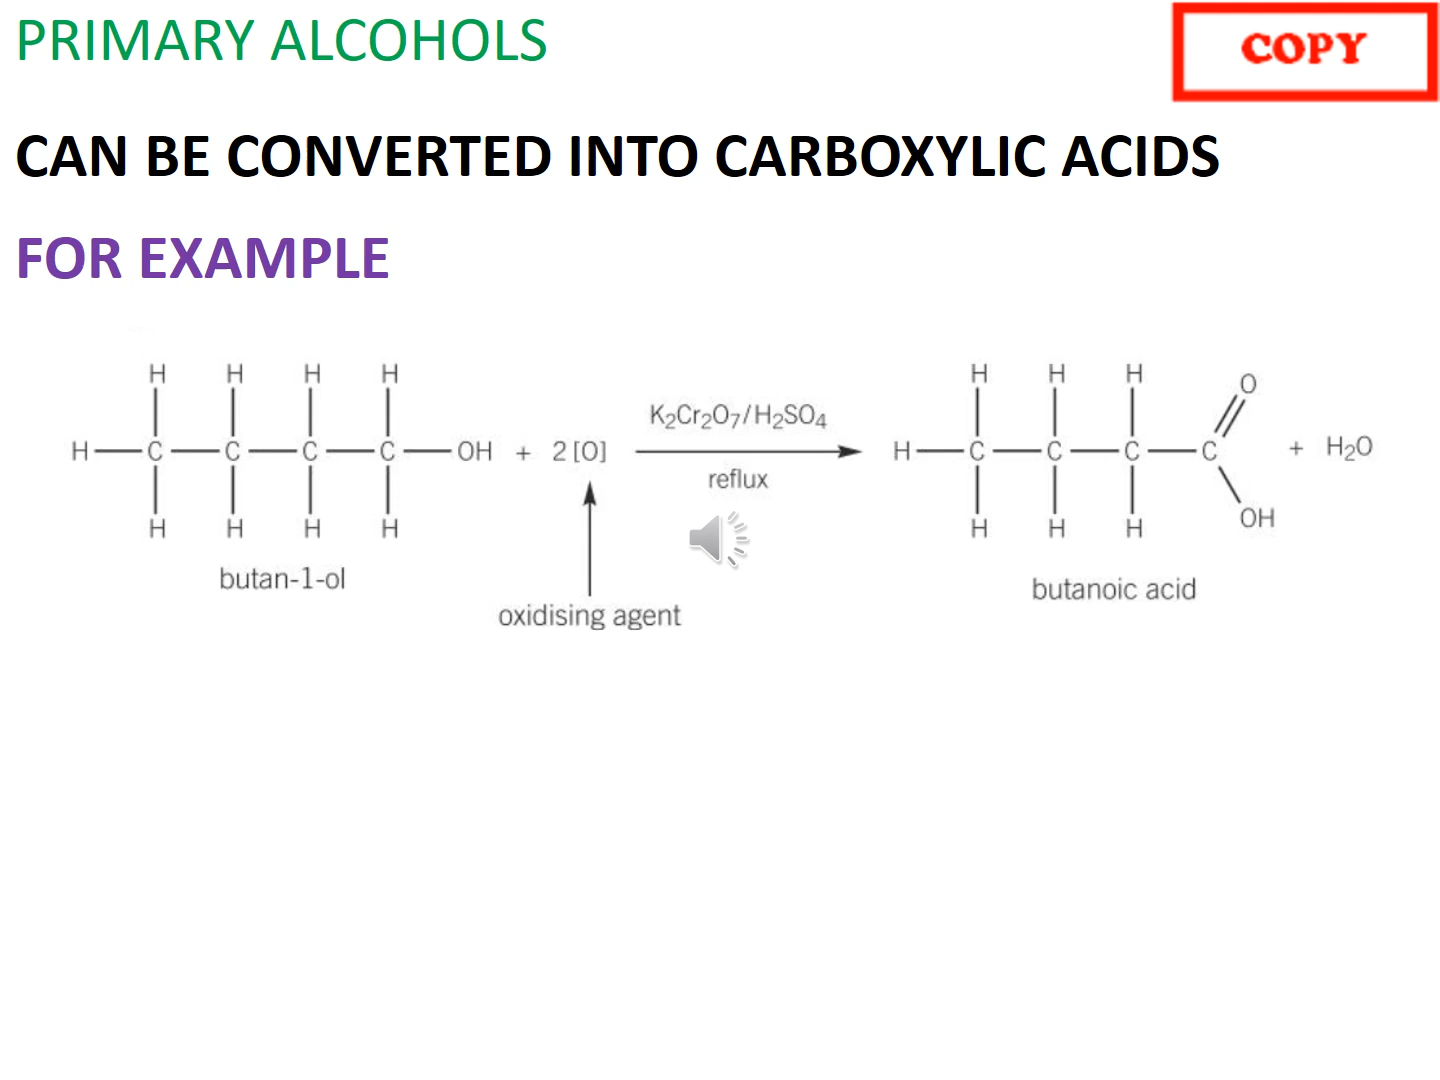 PRIMARY ALCOHOLS
COPY
CAN BE CONVERTED INTO CARBOXYLIC ACIDS
FOR EXAMPLE
H H H H H H H O
K₂Cr₂O₇/H₂SO₄
H C C C C OH + 2 [O] H C C C C + H₂O
reflux
H H H H H H H OH
butan-1-ol butanoic acid
oxidising agent